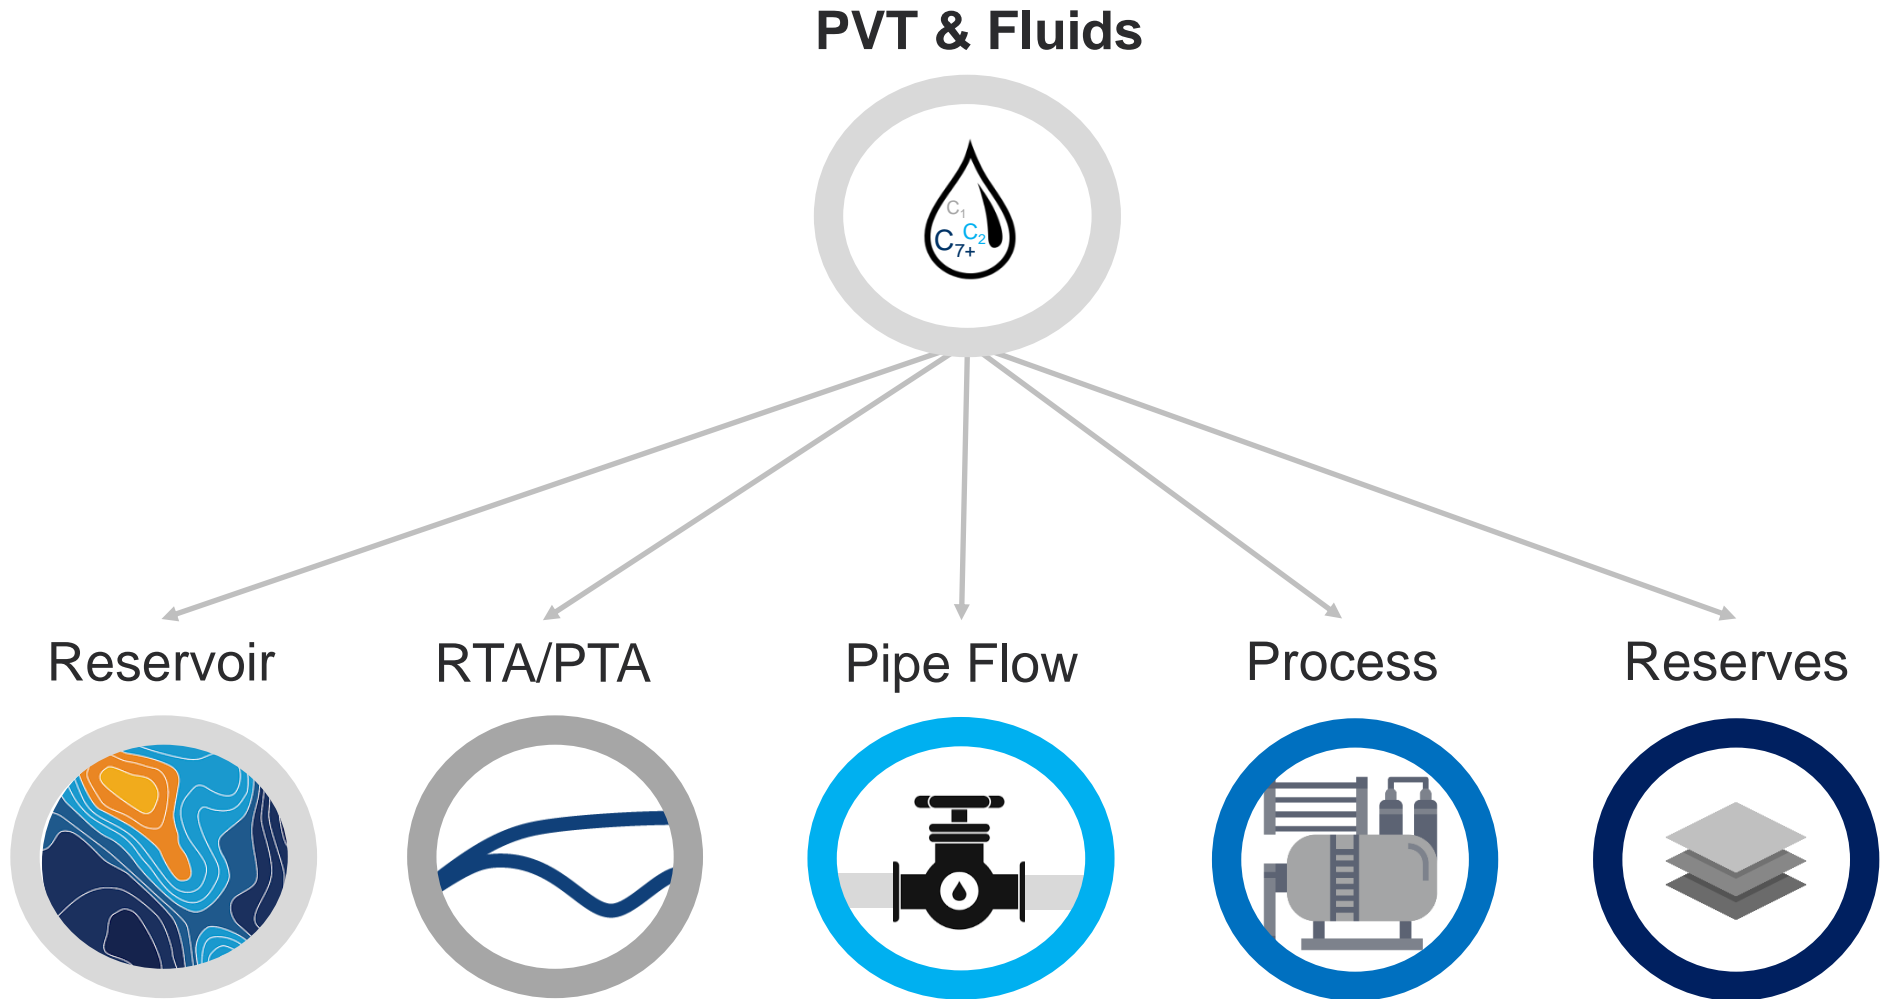 PVT & Fluids
C₁
C₂
C₇₊
Reservoir
RTA/PTA
Pipe Flow
Process
Reserves